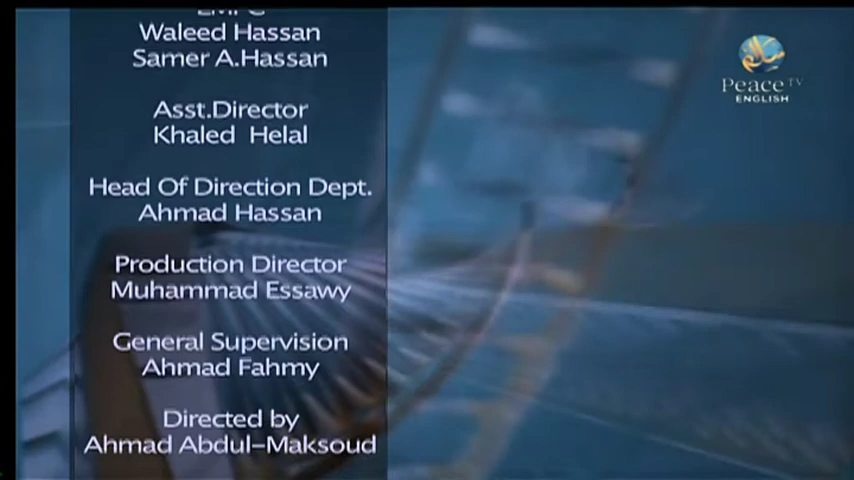 Waleed Hassan
Samer A.Hassan
Asst.Director
Khaled Helal
Head Of Direction Dept.
Ahmad Hassan
Production Director
Muhammad Essawy
General Supervision
Ahmad Fahmy
Directed by
Ahmad Abdul-Maksoud
سلام
Peace TV
ENGLISH